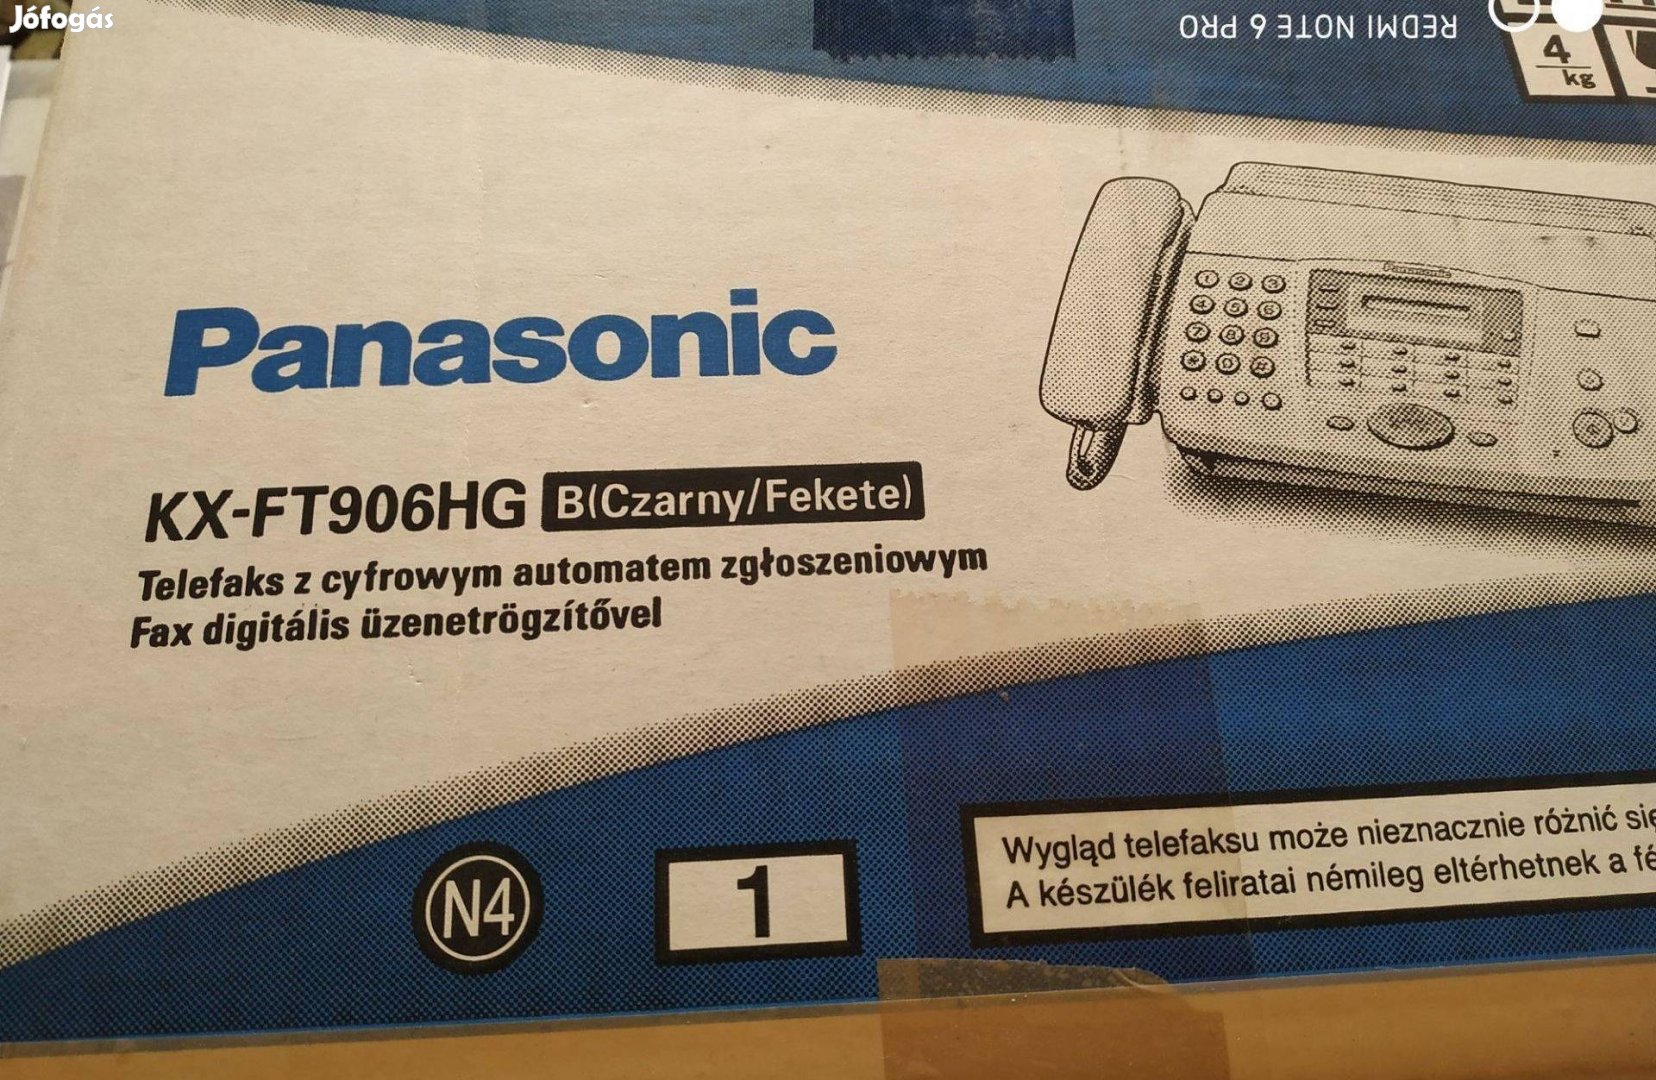 Jófogás
REDMI NOTE 6 PRO
4
kg
Panasonic
Panasonic
KX-FT906HG B(Czarny/Fekete)
Telefaks z cyfrowym automatem zgłoszeniowym
Fax digitális üzenetrögzítővel
N4
1
Wygląd telefaksu może nieznacznie różnić się
A készülék feliratai némileg eltérhetnek a